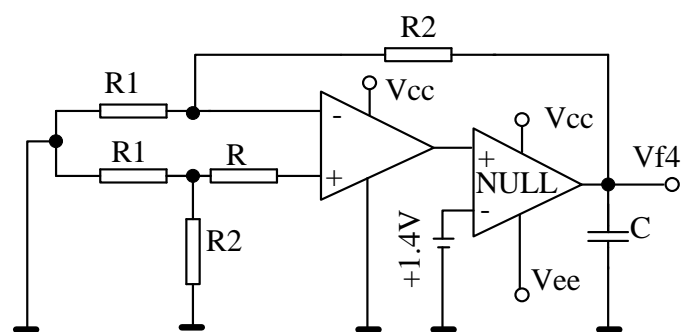 R2
R1
Vcc
-
Vcc
R1
R
+
+
NULL
-
Vf4
R2
+1.4V
C
Vee